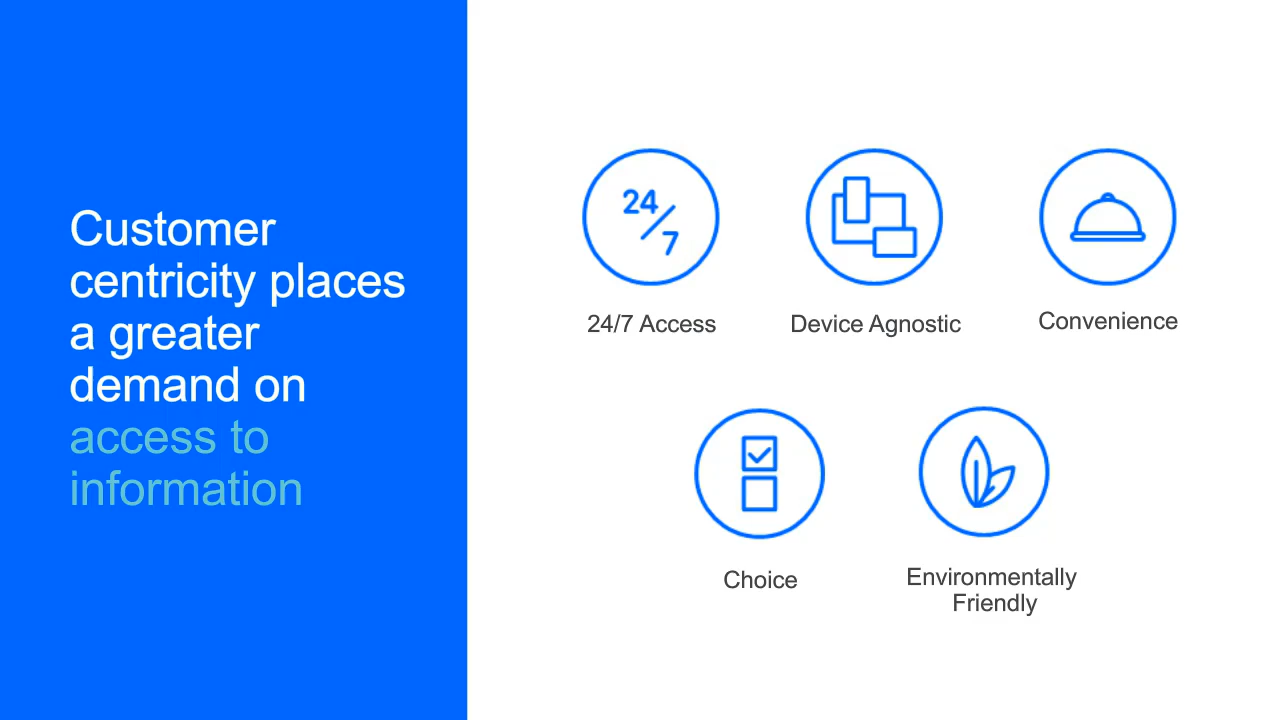 Customer
centricity places
a greater
demand on
access to
information
24
7
24/7 Access
Device Agnostic
Convenience
Choice
Environmentally
Friendly